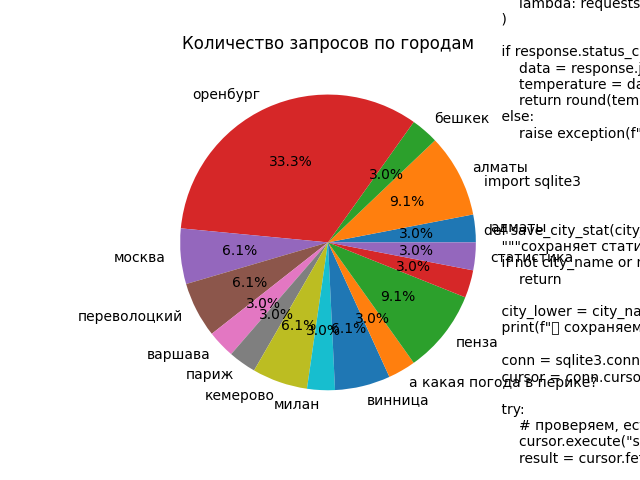 lambda: requests
)
if response.status_c
data = response.j
temperature = da
return round(tem
else:
raise exception(f"
Количество запросов по городам
оренбург
бешкек
алматы
import sqlite3
def save_city_stat(city
"""сохраняет стати
статистика
if not city_name or n
return
city_lower = city_na
print(f"▯ сохраняем
conn = sqlite3.conn
cursor = conn.curso
try:
# проверяем, ес
cursor.execute("s
result = cursor.fet
пенза
а какая погода в перике?
винница
милан
кемерово
париж
варшава
переволоцкий
москва
33.3%
3.0%
9.1%
3.0%
3.0%
3.0%
9.1%
3.0%
6.1%
3.0%
6.1%
3.0%
3.0%
6.1%
6.1%